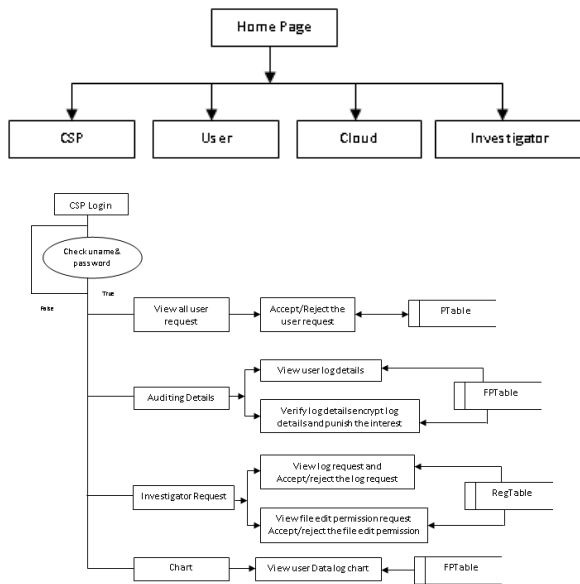 Home Page
CSP
User
Cloud
Investigator
CSP Login
Check uname&
password
False
True
View all user
request
Accept/Reject the
user request
PTable
Auditing Details
View user log details
Verify log details encrypt log
details and punish the interest
FPTable
Investigator Request
View log request and
Accept/reject the log request
View file edit permission request
Accept/reject the file edit permission
RegTable
Chart
View user Data log chart
FPTable